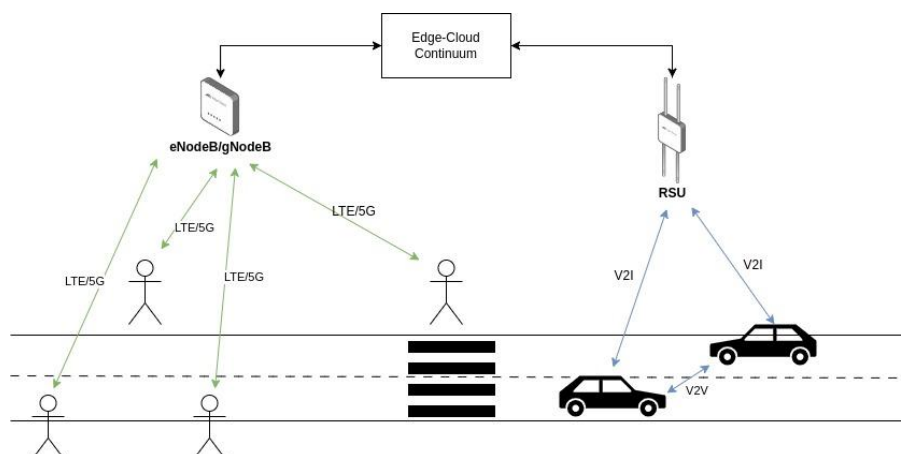 Edge-Cloud
Continuum
eNodeB/gNodeB
RSU
LTE/5G
LTE/5G
LTE/5G
LTE/5G
V2I
V2I
V2V